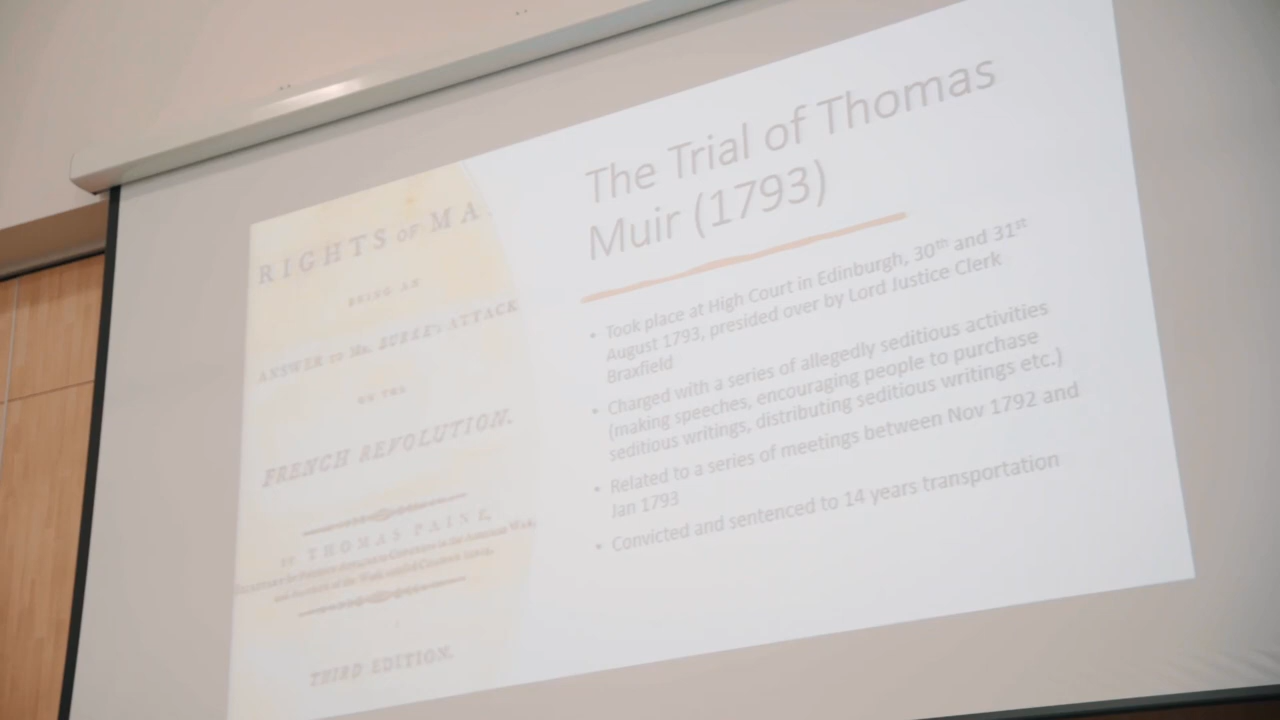 RIGHTS OF MA
BEING AN
ANSWER TO MR. BURKE'S ATTACK
ON THE
FRENCH REVOLUTION.
BY THOMAS PAINE,
THIRD EDITION.
The Trial of Thomas
Muir (1793)
• Took place at High Court in Edinburgh, 30th and 31st
August 1793, presided over by Lord Justice Clerk
Braxfield
• Charged with a series of allegedly seditious activities
(making speeches, encouraging people to purchase
seditious writings, distributing seditious writings etc.)
• Related to a series of meetings between Nov 1792 and
Jan 1793
• Convicted and sentenced to 14 years transportation